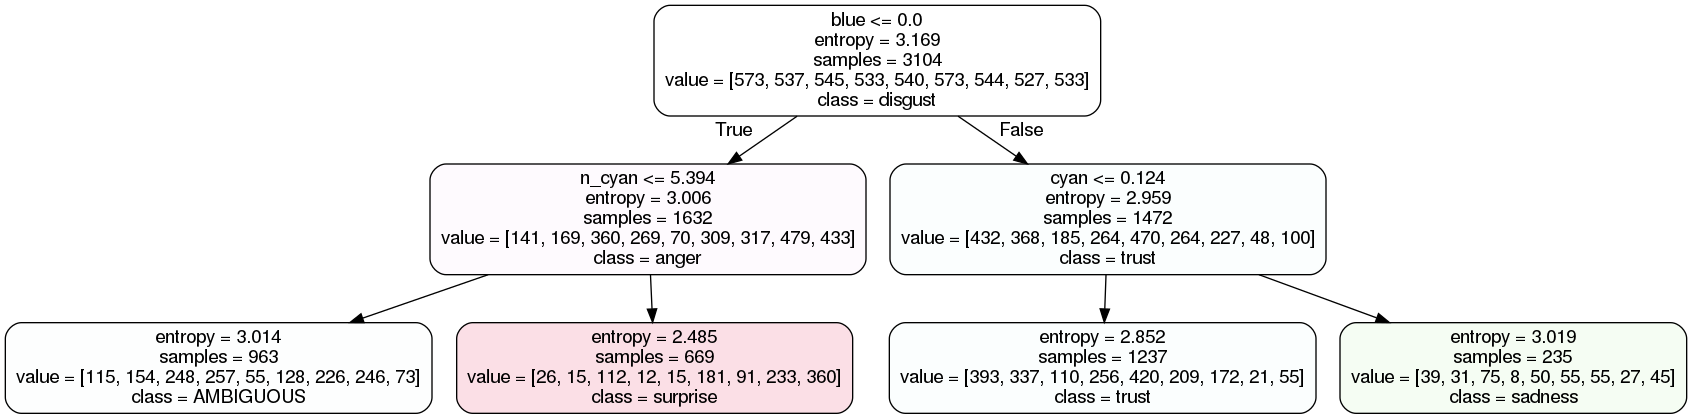 blue <= 0.0
entropy = 3.169
samples = 3104
value = [573, 537, 545, 533, 540, 573, 544, 527, 533]
class = disgust
True
False
n_cyan <= 5.394
entropy = 3.006
samples = 1632
value = [141, 169, 360, 269, 70, 309, 317, 479, 433]
class = anger
cyan <= 0.124
entropy = 2.959
samples = 1472
value = [432, 368, 185, 264, 470, 264, 227, 48, 100]
class = trust
entropy = 3.014
samples = 963
value = [115, 154, 248, 257, 55, 128, 226, 246, 73]
class = AMBIGUOUS
entropy = 2.485
samples = 669
value = [26, 15, 112, 12, 15, 181, 91, 233, 360]
class = surprise
entropy = 2.852
samples = 1237
value = [393, 337, 110, 256, 420, 209, 172, 21, 55]
class = trust
entropy = 3.019
samples = 235
value = [39, 31, 75, 8, 50, 55, 55, 27, 45]
class = sadness